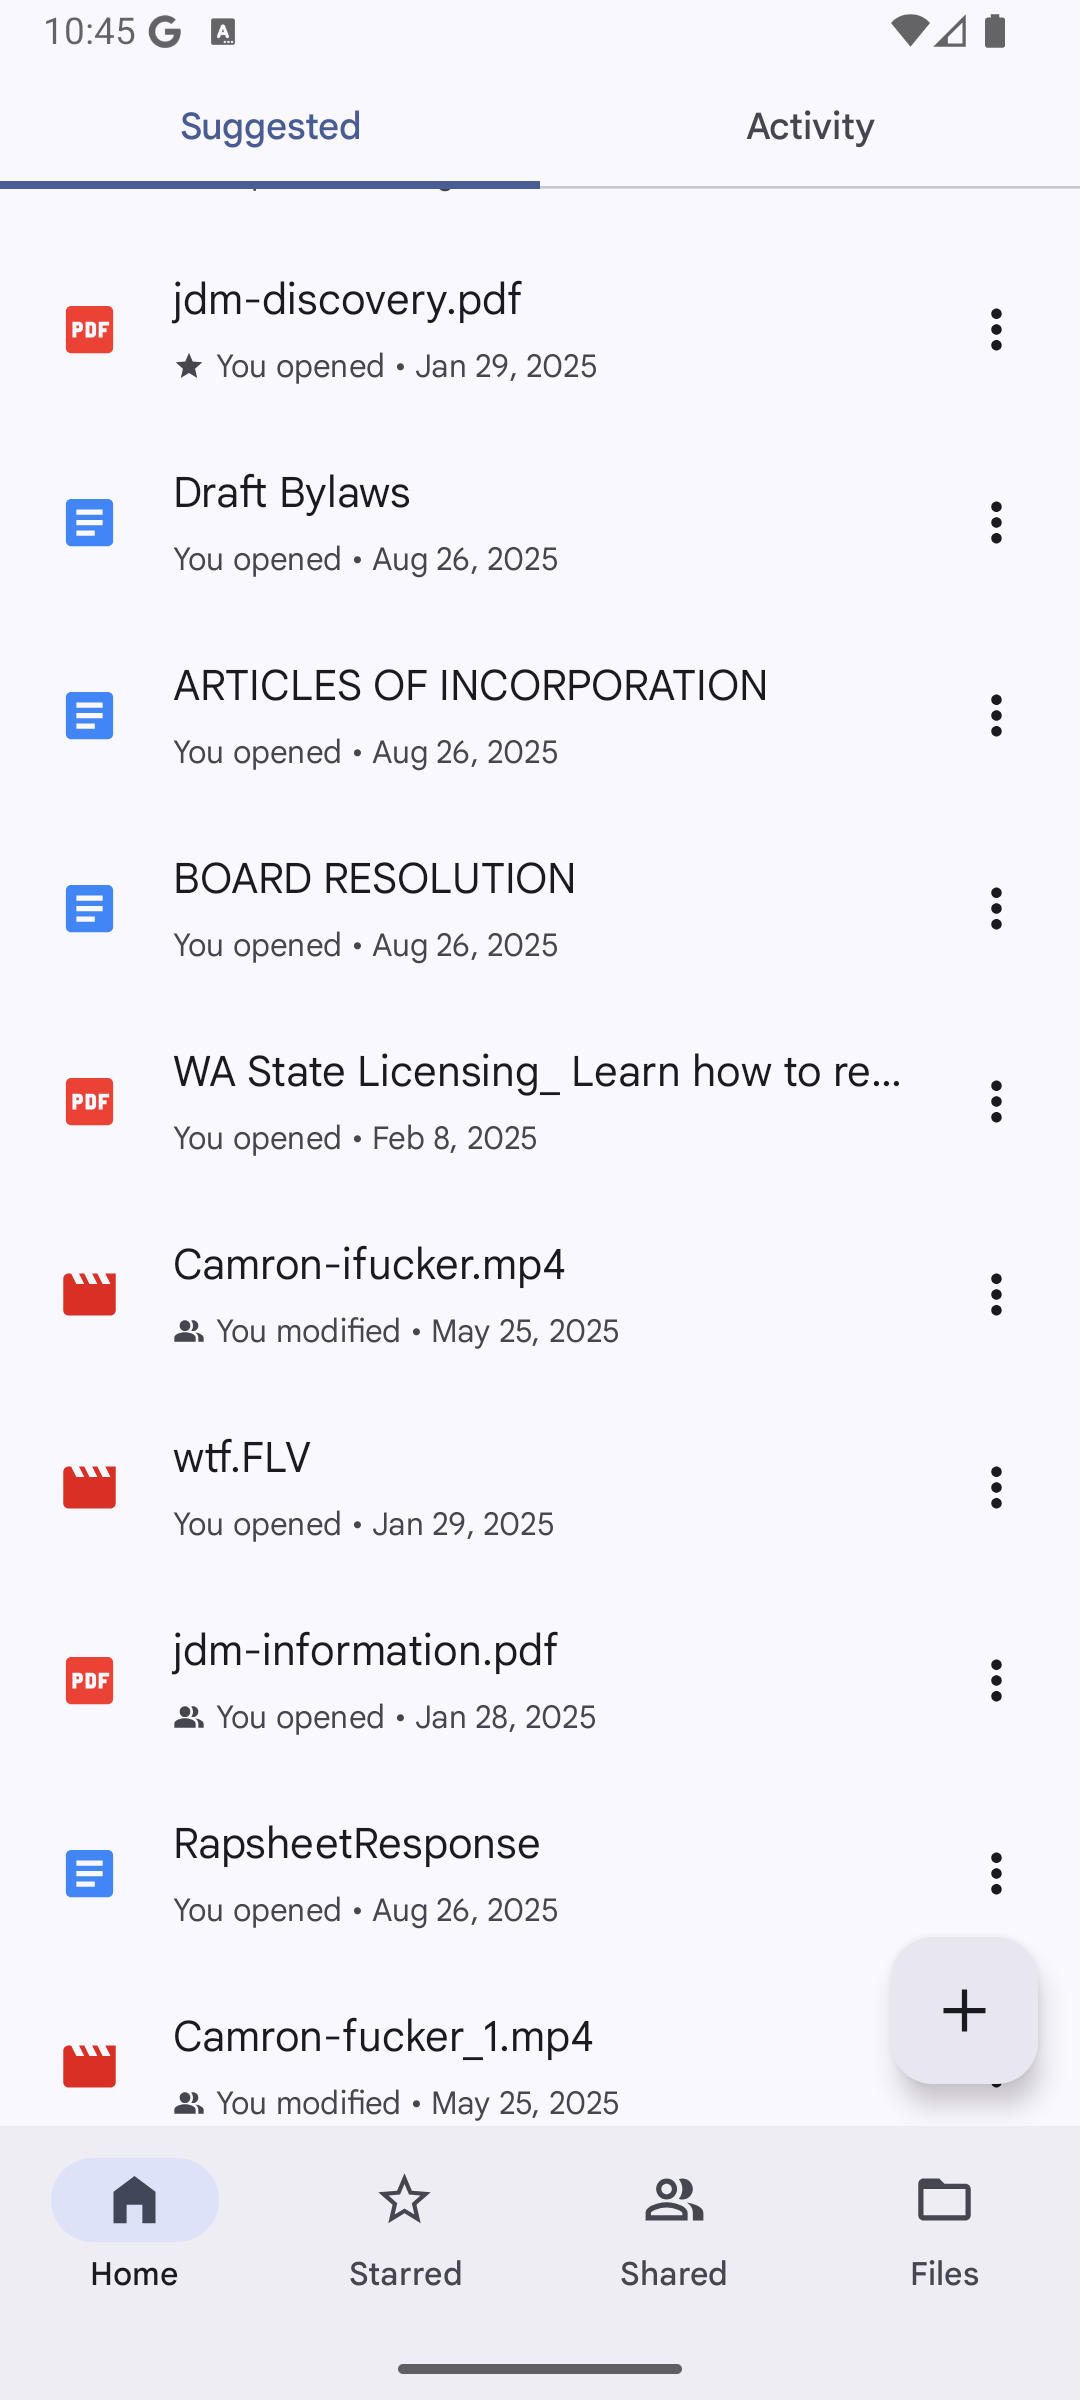 10:45
Suggested
Activity
jdm-discovery.pdf
You opened • Jan 29, 2025
Draft Bylaws
You opened • Aug 26, 2025
ARTICLES OF INCORPORATION
You opened • Aug 26, 2025
BOARD RESOLUTION
You opened • Aug 26, 2025
WA State Licensing_ Learn how to re...
You opened • Feb 8, 2025
Camron-ifucker.mp4
You modified • May 25, 2025
wtf.FLV
You opened • Jan 29, 2025
jdm-information.pdf
You opened • Jan 28, 2025
RapsheetResponse
You opened • Aug 26, 2025
Camron-fucker_1.mp4
You modified • May 25, 2025
PDF
PDF
PDF
Home
Starred
Shared
Files